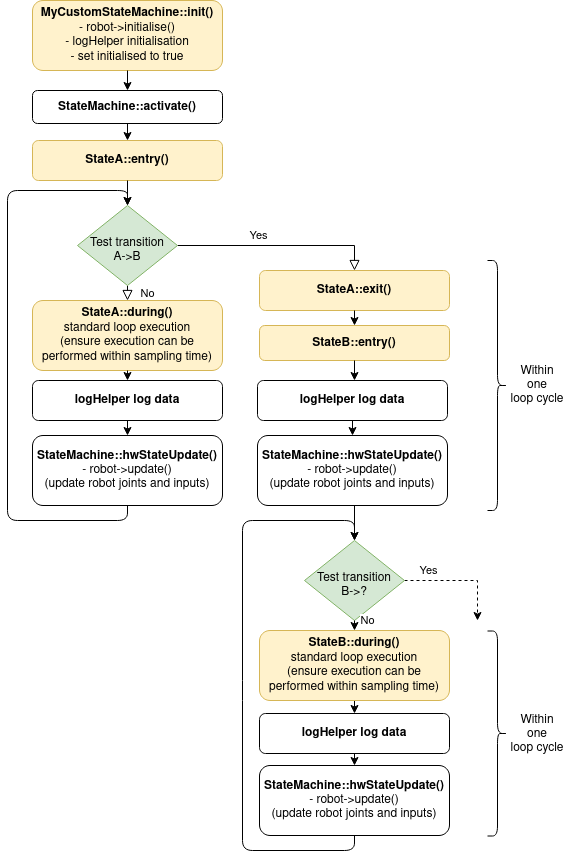 MyCustomStateMachine::init()
- robot->initialise()
- logHelper initialisation
- set initialised to true
StateMachine::activate()
StateA::entry()
Test transition
A->B
Yes
No
StateA::during()
standard loop execution
(ensure execution can be
performed within sampling time)
logHelper log data
StateMachine::hwStateUpdate()
- robot->update()
(update robot joints and inputs)
StateA::exit()
StateB::entry()
logHelper log data
StateMachine::hwStateUpdate()
- robot->update()
(update robot joints and inputs)
Within
one
loop cycle
Test transition
B->?
Yes
No
StateB::during()
standard loop execution
(ensure execution can be
performed within sampling time)
logHelper log data
StateMachine::hwStateUpdate()
- robot->update()
(update robot joints and inputs)
Within
one
loop cycle